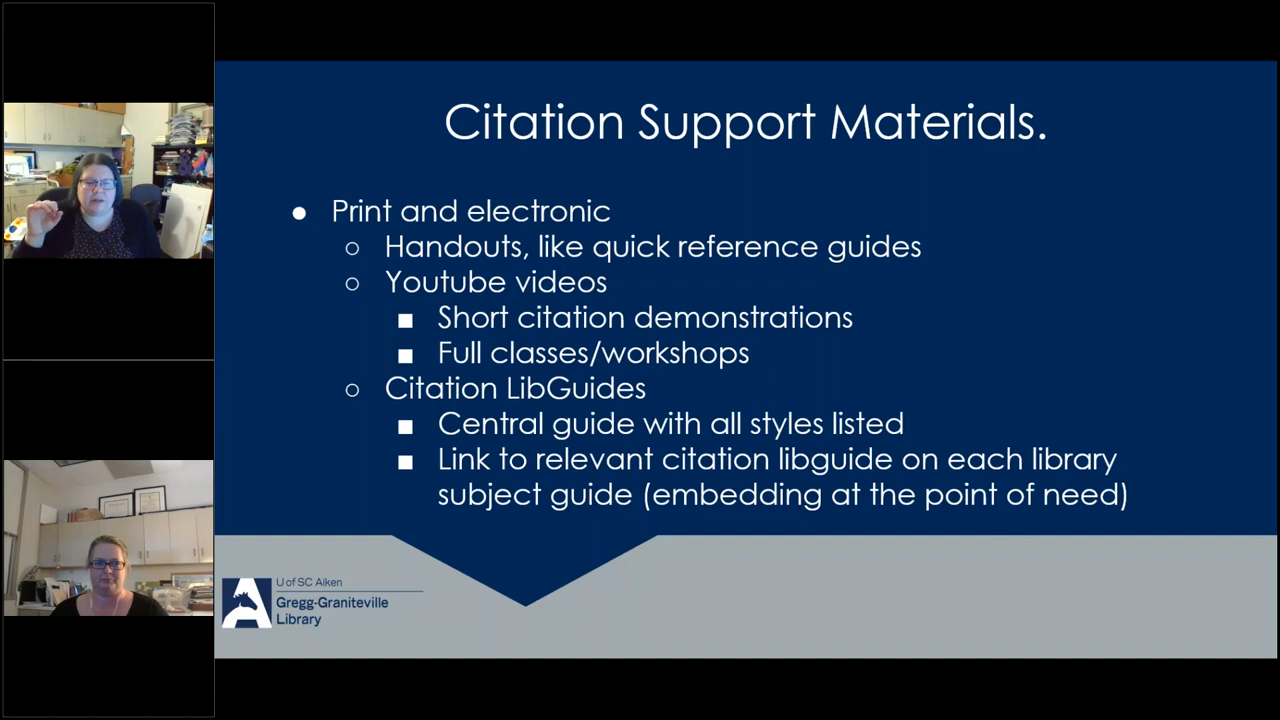 Citation Support Materials.
● Print and electronic
○ Handouts, like quick reference guides
○ Youtube videos
■ Short citation demonstrations
■ Full classes/workshops
○ Citation LibGuides
■ Central guide with all styles listed
■ Link to relevant citation libguide on each library
subject guide (embedding at the point of need)
U of SC Aiken
Gregg-Graniteville
Library